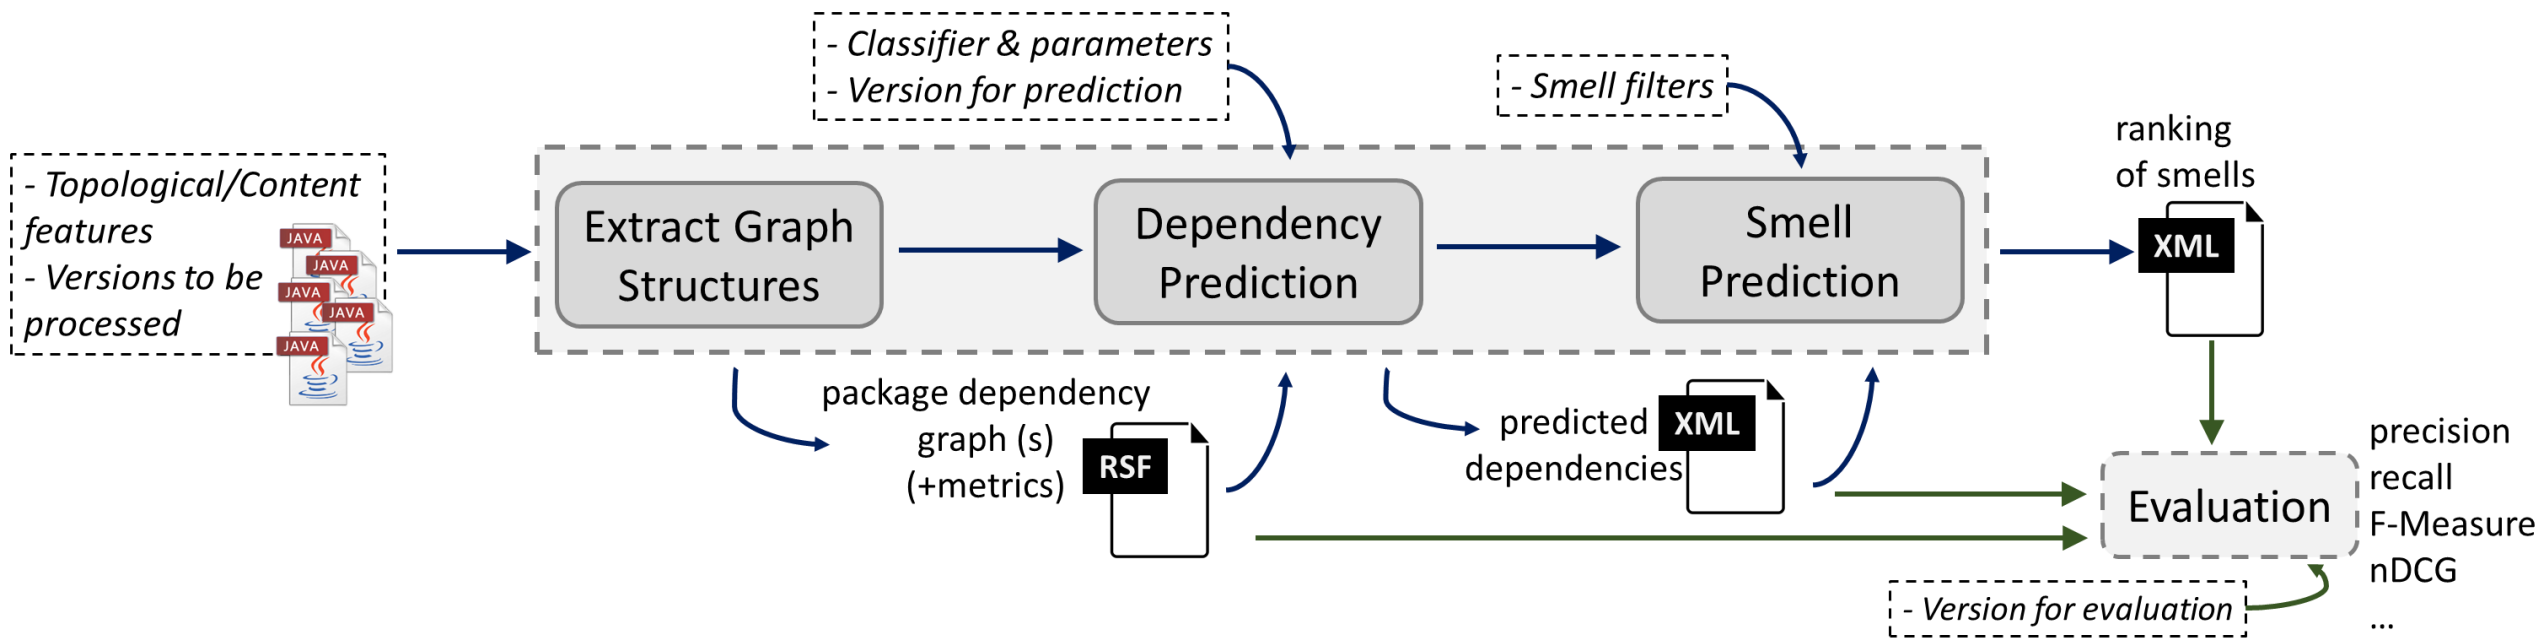 - Classifier & parameters
- Version for prediction
- Smell filters
- Topological/Content
features
- Versions to be
processed
JAVA
JAVA
JAVA
JAVA
JAVA
Extract Graph
Structures
Dependency
Prediction
Smell
Prediction
ranking
of smells
XML
package dependency
graph (s)
(+metrics)
RSF
predicted
dependencies
XML
Evaluation
precision
recall
F-Measure
nDCG
...
- Version for evaluation